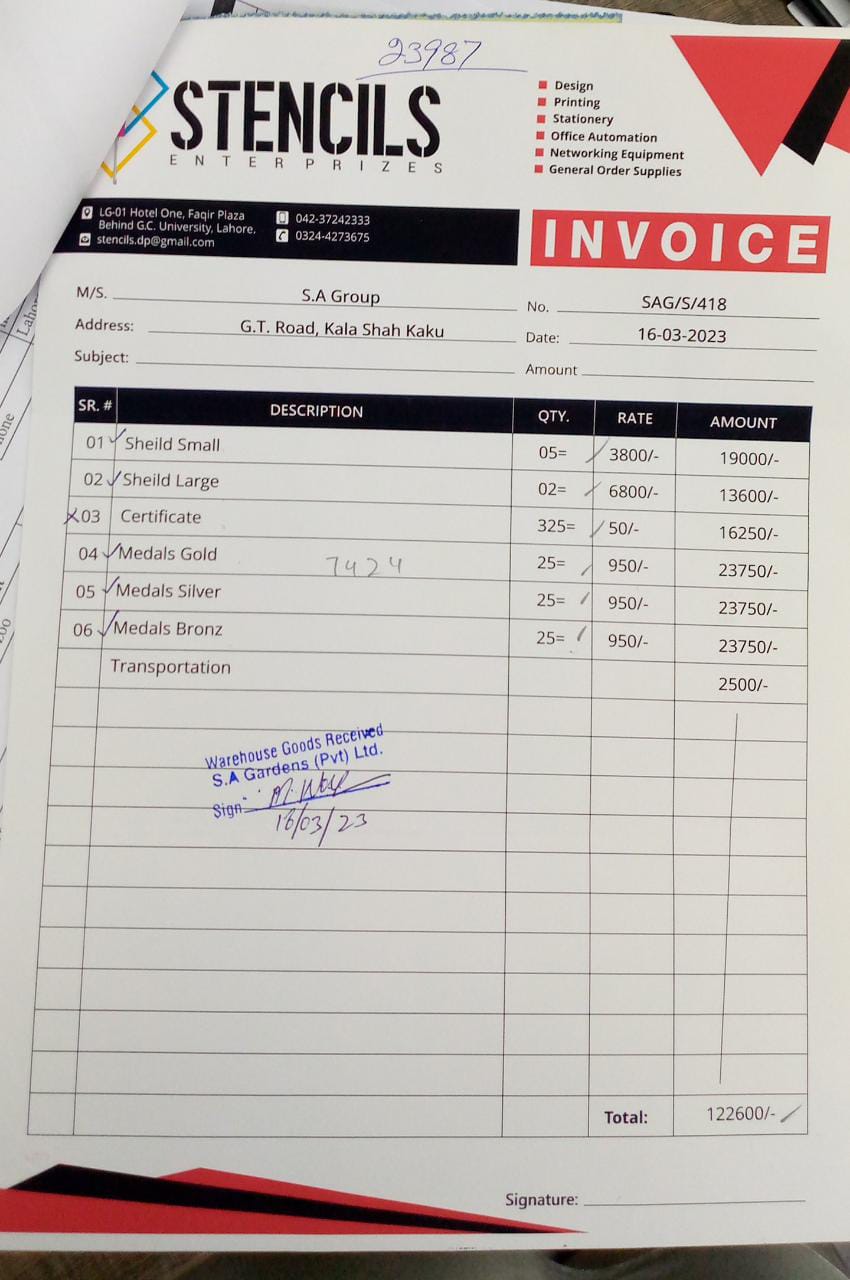 23987
STENCILS
ENTERPRIZES
Design
Printing
Stationery
Office Automation
Networking Equipment
General Order Supplies
LG-01 Hotel One, Faqir Plaza
Behind G.C. University, Lahore.
stencils.dp@gmail.com
042-37242333
0324-4273675
INVOICE
M/S. S.A Group
Address: G.T. Road, Kala Shah Kaku
Subject:
No. SAG/S/418
Date: 16-03-2023
Amount
SR. # DESCRIPTION QTY. RATE AMOUNT
01 Sheild Small 05= 3800/- 19000/-
02 Sheild Large 02= 6800/- 13600/-
03 Certificate 325= 50/- 16250/-
04 Medals Gold 25= 950/- 23750/-
7424
05 Medals Silver 25= 950/- 23750/-
06 Medals Bronz 25= 950/- 23750/-
Transportation 2500/-
Warehouse Goods Received
S.A Gardens (Pvt) Ltd.
Sign
16/03/23
Total: 122600/-
Signature: